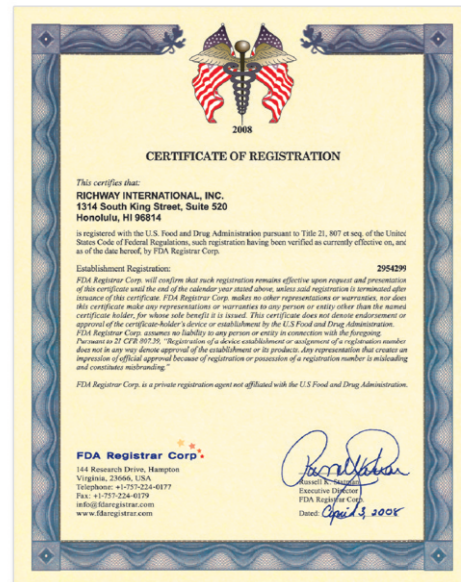 2008
CERTIFICATE OF REGISTRATION
This certifies that:
RICHWAY INTERNATIONAL, INC.
1314 South King Street, Suite 520
Honolulu, HI 96814
is registered with the U.S. Food and Drug Administration pursuant to Title 21, 807 et seq. of the United
States Code of Federal Regulations, such registration having been verified as currently effective on, and
as of the date hereof, by FDA Registrar Corp.
Establishment Registration: 2954299
FDA Registrar Corp. will confirm that such registration remains effective upon request and presentation
of this certificate until the end of the calendar year stated above, unless said registration is terminated after
issuance of this certificate. FDA Registrar Corp. makes no other representations or warranties, nor does
this certificate make any representations or warranties to any person or entity other than the named
certificate holder, for whose sole benefit it is issued. This certificate does not denote endorsement or
approval of the certificate-holder's device or establishment by the U.S Food and Drug Administration.
FDA Registrar Corp. assumes no liability to any person or entity in connection with the foregoing.
Pursuant to 21 CFR 807.39, "Registration of a device establishment or assignment of a registration number
does not in any way denote approval of the establishment or its products. Any representation that creates an
impression of official approval because of registration or possession of a registration number is misleading
and constitutes misbranding."
FDA Registrar Corp. is a private registration agent not affiliated with the U.S Food and Drug Administration.
FDA Registrar Corp.
144 Research Drive, Hampton
Virginia, 23666, USA
Telephone: +1-757-224-0177
Fax: +1-757-224-0179
info@fdaregistrar.com
www.fdaregistrar.com
Russell K.
Executive Director
FDA Registrar Corp.
Dated: April 3, 2008